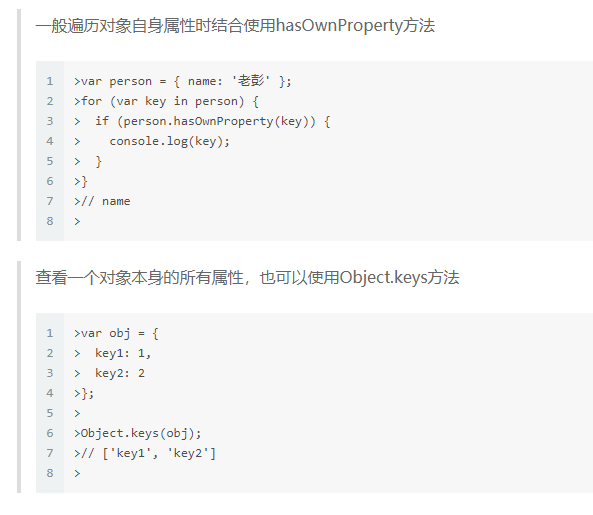 一般遍历对象自身属性时结合使用hasOwnProperty方法
1 >var person = { name: '老彭' };
2 >for (var key in person) {
3 >  if (person.hasOwnProperty(key)) {
4 >    console.log(key);
5 >  }
6 >}
7 >// name
8 >
查看一个对象本身的所有属性，也可以使用Object.keys方法
1 >var obj = {
2 >  key1: 1,
3 >  key2: 2
4 >};
5 >
6 >Object.keys(obj);
7 >// ['key1', 'key2']
8 >